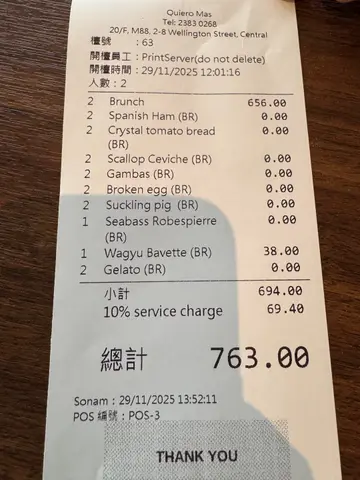 Quiero Mas
Tel: 2383 0268
20/F, M88, 2-8 Wellington Street, Central
檯號 : 63
開檯員工 : PrintServer(do not delete)
開檯時間 : 29/11/2025 12:01:16
人數 : 2
2 Brunch 656.00
2 Spanish Ham (BR) 0.00
2 Crystal tomato bread 0.00
(BR)
2 Scallop Ceviche (BR) 0.00
2 Gambas (BR) 0.00
2 Broken egg (BR) 0.00
2 Suckling pig (BR) 0.00
1 Seabass Robespierre 0.00
(BR)
1 Wagyu Bavette (BR) 38.00
2 Gelato (BR) 0.00
小計 694.00
10% service charge 69.40
總計 763.00
Sonam : 29/11/2025 13:52:11
POS 編號 : POS-3
THANK YOU